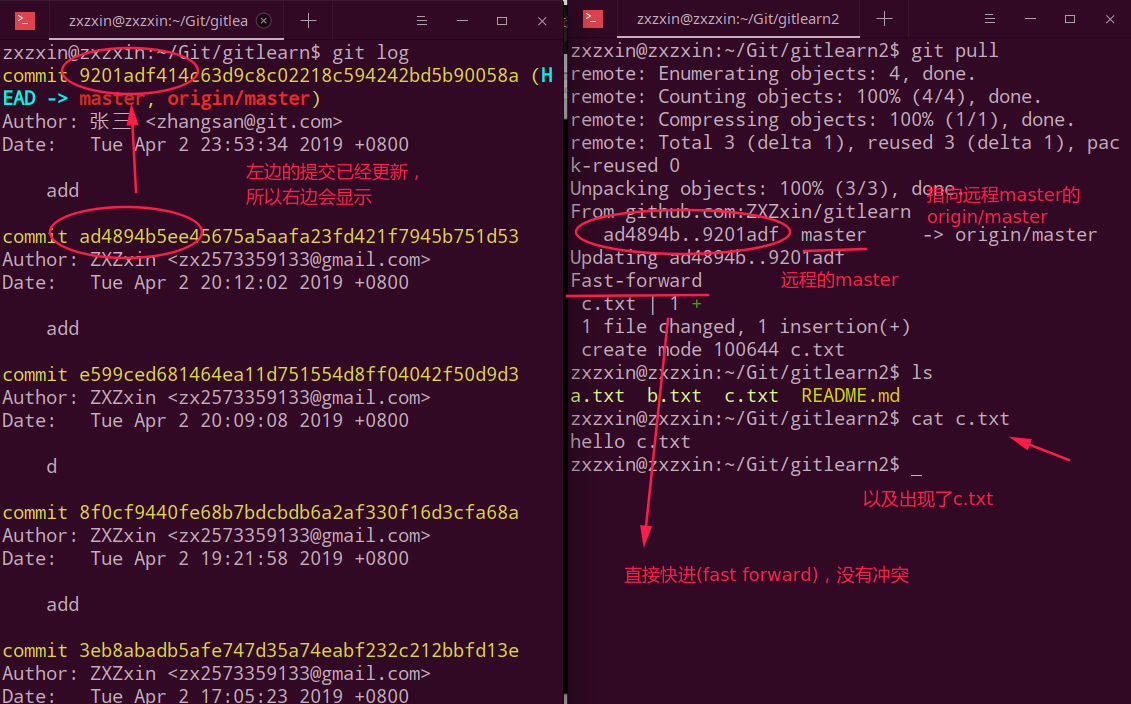 zxzxin@zxzxin:~/Git/gitlea
zxzxin@zxzxin:~/Git/gitlearn$ git log
commit 9201adf414c63d9c8c02218c594242bd5b90058a (H
EAD -> master, origin/master)
Author: 张三 <zhangsan@git.com>
Date:   Tue Apr 2 23:53:34 2019 +0800
左边的提交已经更新，
所以右边会显示
    add
commit ad4894b5ee45675a5aafa23fd421f7945b751d53
Author: ZXZxin <zx2573359133@gmail.com>
Date:   Tue Apr 2 20:12:02 2019 +0800
    add
commit e599ced681464ea11d751554d8ff04042f50d9d3
Author: ZXZxin <zx2573359133@gmail.com>
Date:   Tue Apr 2 20:09:08 2019 +0800
    d
commit 8f0cf9440fe68b7bdcbdb6a2af330f16d3cfa68a
Author: ZXZxin <zx2573359133@gmail.com>
Date:   Tue Apr 2 19:21:58 2019 +0800
    add
commit 3eb8abadb5afe747d35a74eabf232c212bbfd13e
Author: ZXZxin <zx2573359133@gmail.com>
Date:   Tue Apr 2 17:05:23 2019 +0800
zxzxin@zxzxin:~/Git/gitlearn2
zxzxin@zxzxin:~/Git/gitlearn2$ git pull
remote: Enumerating objects: 4, done.
remote: Counting objects: 100% (4/4), done.
remote: Compressing objects: 100% (1/1), done.
remote: Total 3 (delta 1), reused 3 (delta 1), pac
k-reused 0
Unpacking objects: 100% (3/3), done.
指向远程master的
origin/master
From github.com:ZXZxin/gitlearn
   ad4894b..9201adf  master     -> origin/master
Updating ad4894b..9201adf
远程的master
Fast-forward
 c.txt | 1 +
 1 file changed, 1 insertion(+)
 create mode 100644 c.txt
zxzxin@zxzxin:~/Git/gitlearn2$ ls
a.txt  b.txt  c.txt  README.md
zxzxin@zxzxin:~/Git/gitlearn2$ cat c.txt
hello c.txt
zxzxin@zxzxin:~/Git/gitlearn2$ _
以及出现了c.txt
直接快进(fast forward)，没有冲突